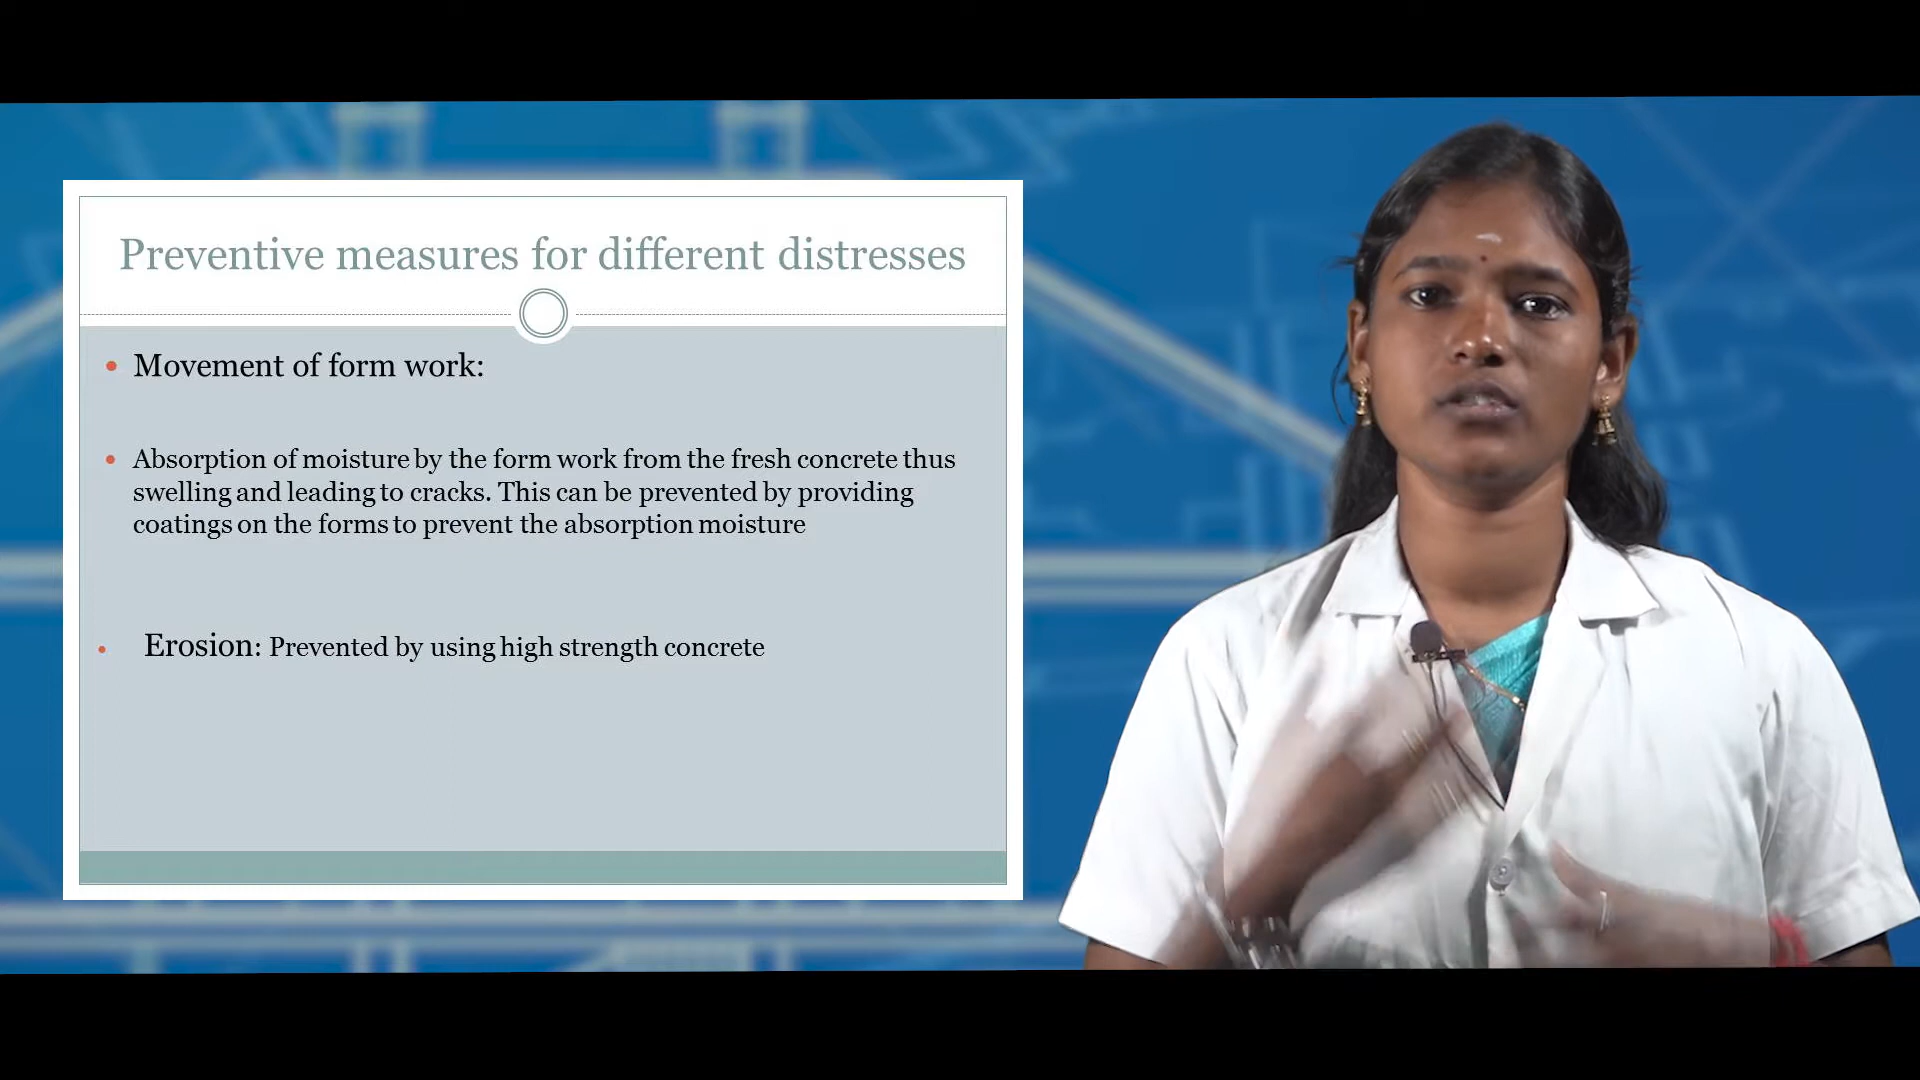 Preventive measures for different distresses
Movement of form work:
Absorption of moisture by the form work from the fresh concrete thus
swelling and leading to cracks. This can be prevented by providing
coatings on the forms to prevent the absorption moisture
Erosion: Prevented by using high strength concrete